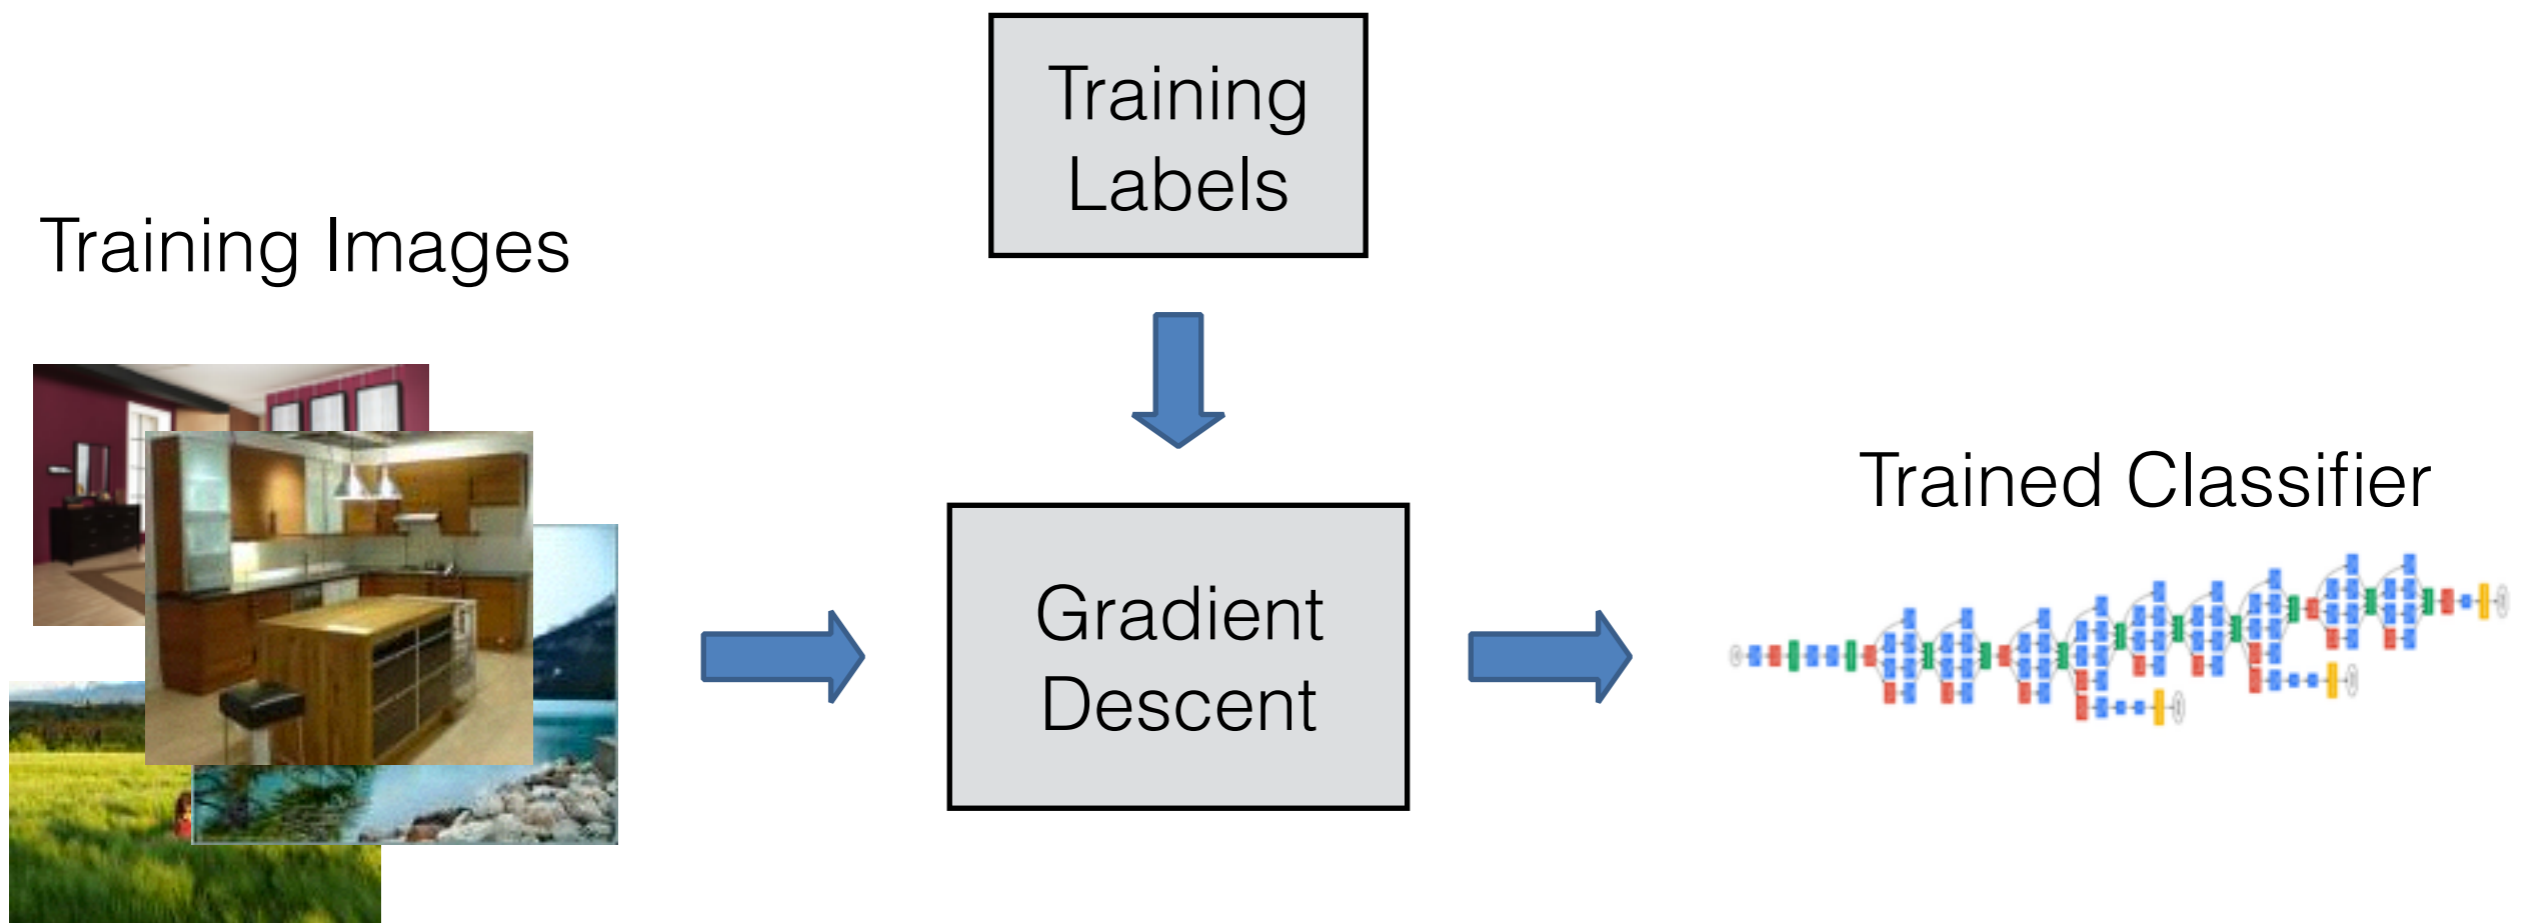 Training Images
Training
Labels
Gradient
Descent
Trained Classifier